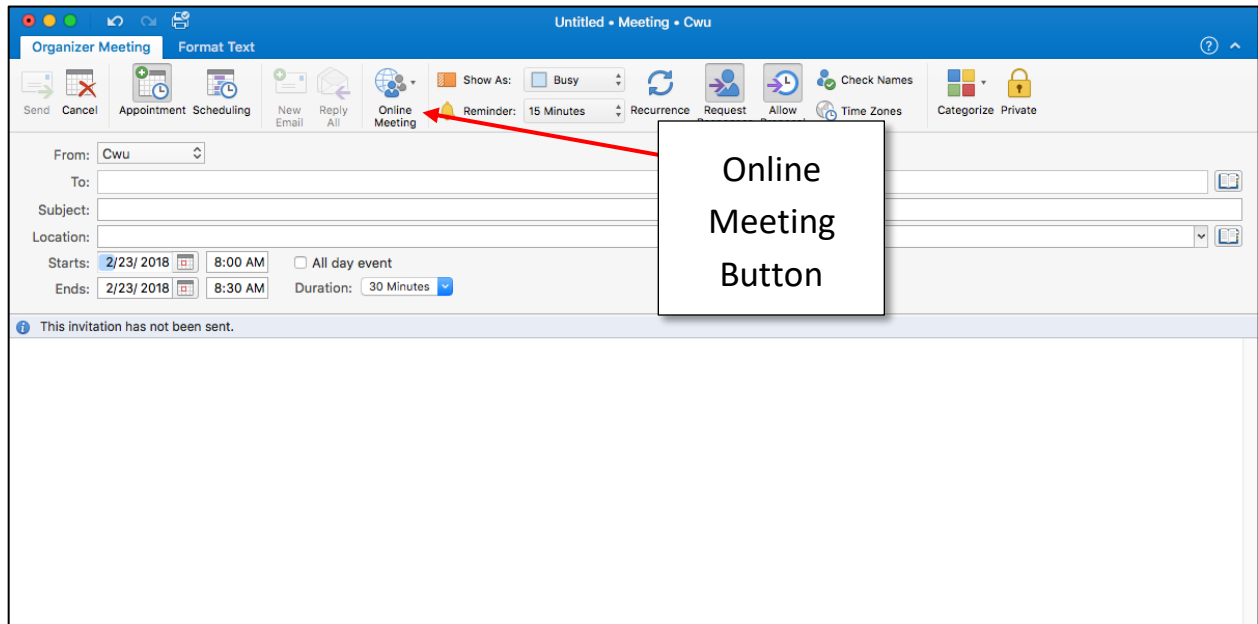 Untitled • Meeting • Cwu
Organizer Meeting Format Text
Send Cancel Appointment Scheduling New Email Reply All Online Meeting
Show As: Busy
Reminder: 15 Minutes
Recurrence Request Allow
Check Names
Time Zones
Categorize Private
From: Cwu
To:
Subject:
Location:
Starts: 2/23/2018 8:00 AM All day event
Ends: 2/23/2018 8:30 AM Duration: 30 Minutes
Online
Meeting
Button
This invitation has not been sent.